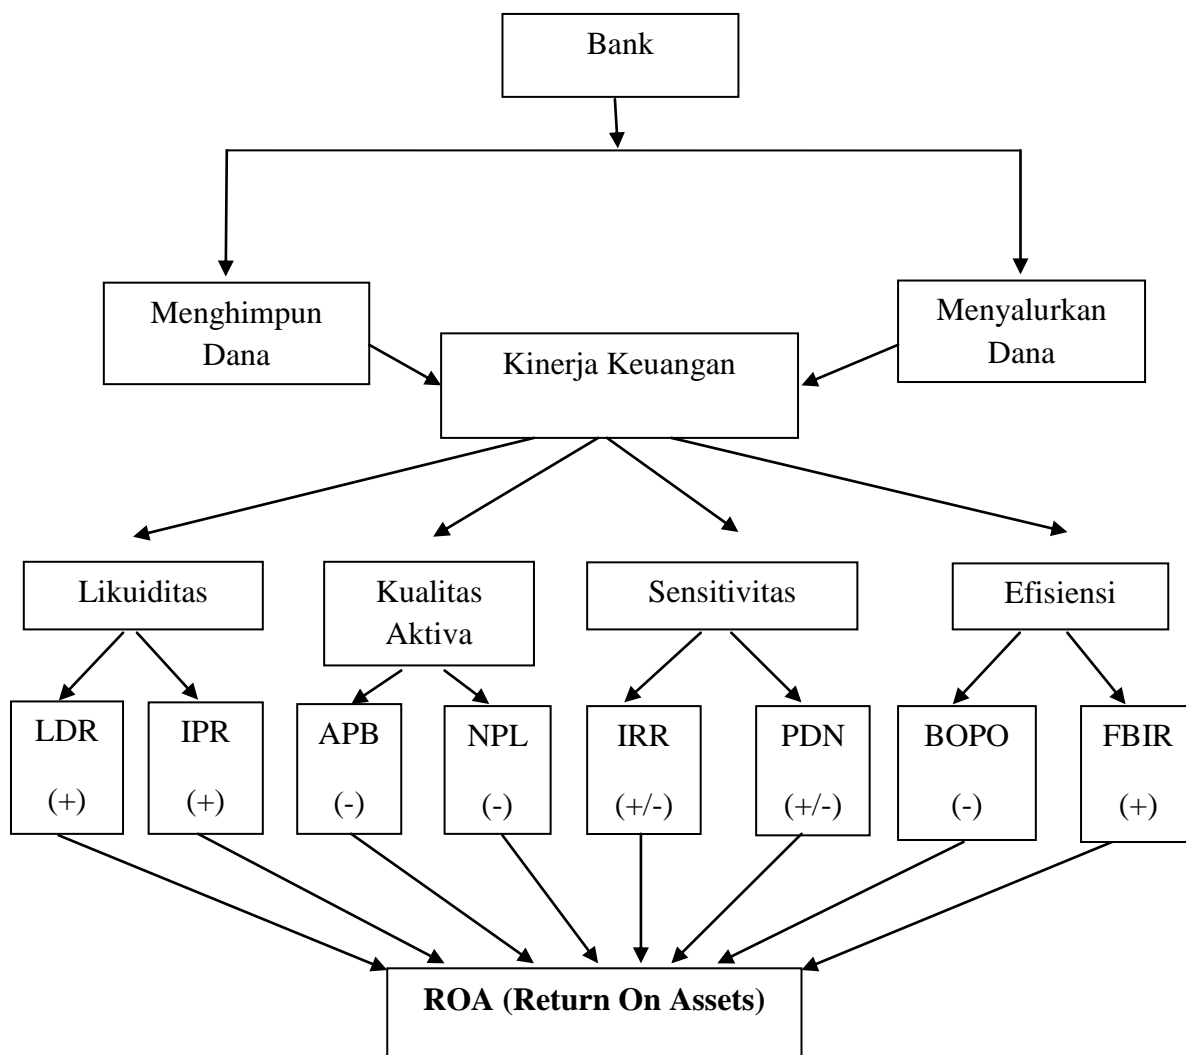 Bank
Menghimpun
Dana
Menyalurkan
Dana
Kinerja Keuangan
Likuiditas
Kualitas
Aktiva
Sensitivitas
Efisiensi
LDR
(+)
IPR
(+)
APB
(-)
NPL
(-)
IRR
(+/-)
PDN
(+/-)
BOPO
(-)
FBIR
(+)
ROA (Return On Assets)